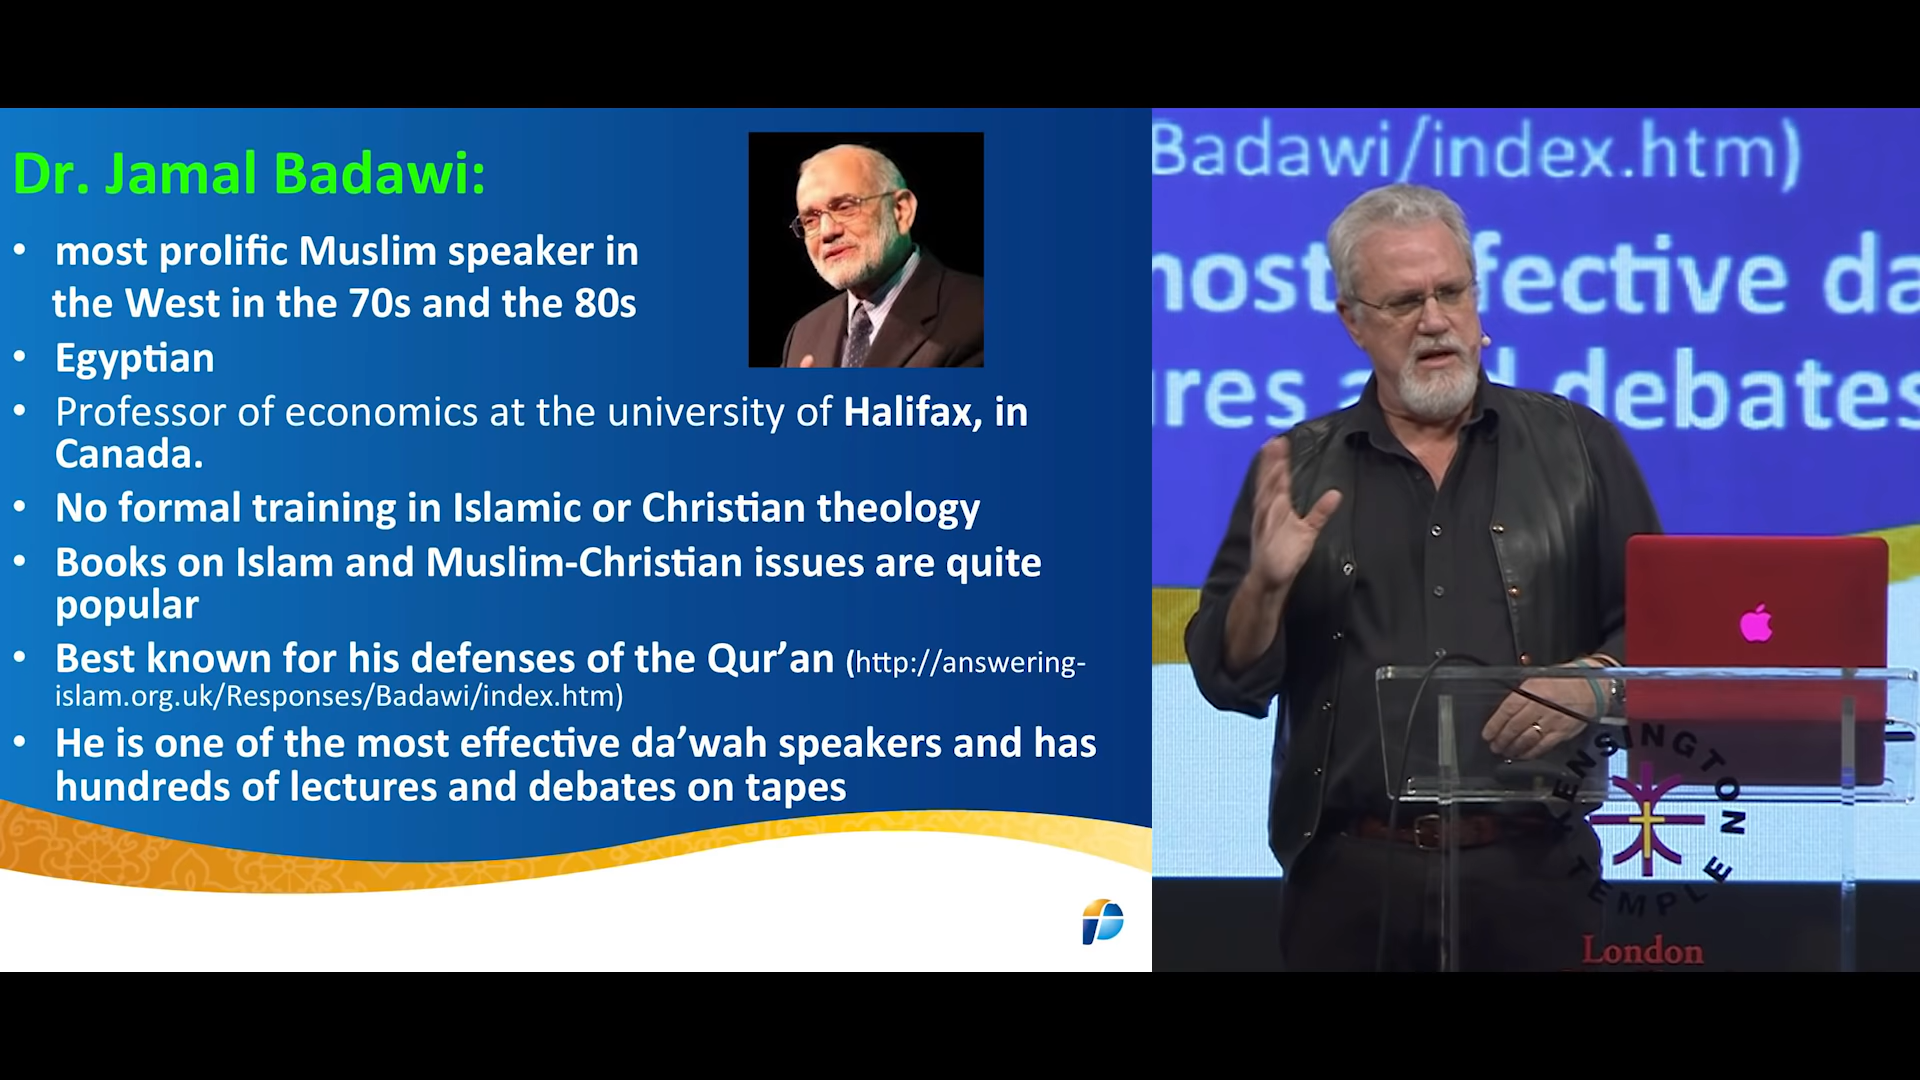 Dr. Jamal Badawi:
• most prolific Muslim speaker in
the West in the 70s and the 80s
• Egyptian
• Professor of economics at the university of Halifax, in
Canada.
• No formal training in Islamic or Christian theology
• Books on Islam and Muslim-Christian issues are quite
popular
• Best known for his defenses of the Qur’an (http://answering-
islam.org.uk/Responses/Badawi/index.htm)
• He is one of the most effective da’wah speakers and has
hundreds of lectures and debates on tapes
Badawi/index.htm)
debates
KENSINGTON
TEMPLE
London